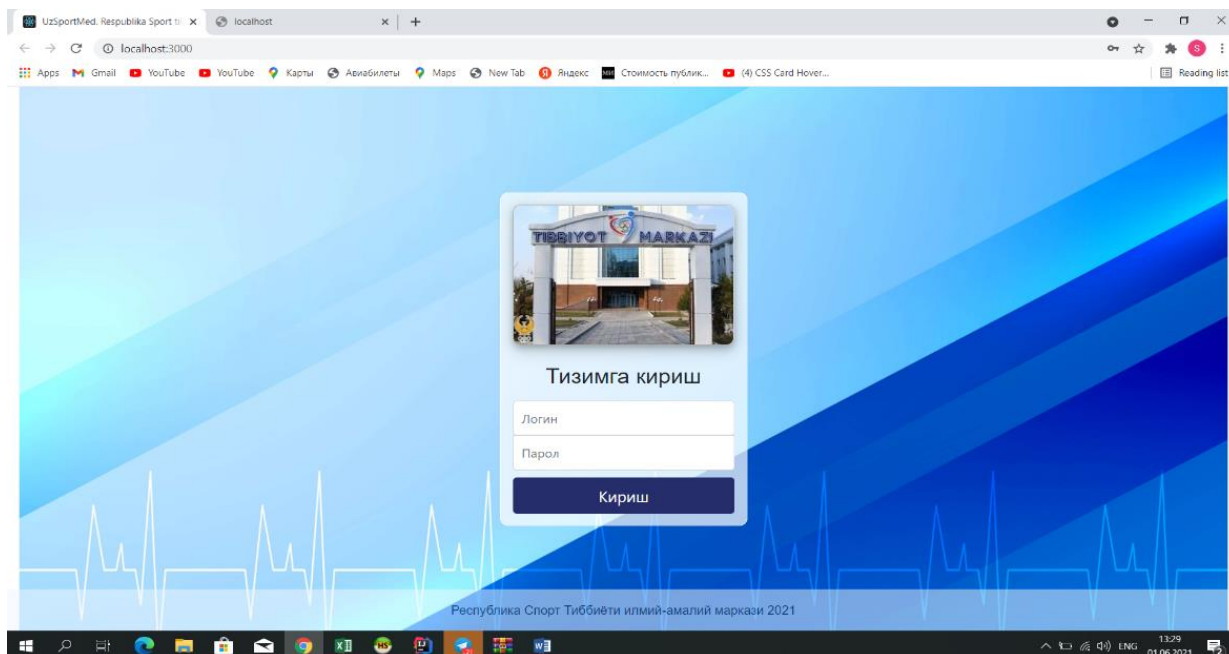 UzSportMed. Respublika Sport ti
localhost
localhost:3000
S
Apps Gmail YouTube YouTube Карты Авиабилеты Maps New Tab Яндекс Стоимость публик... (4) CSS Card Hover... Reading list
TIBBIYOT MARKAZI
Тизимга кириш
Логин
Парол
Кириш
Республика Спорт Тиббиёти илмий-амалий маркази 2021
ENG
13:29
01.06.2021